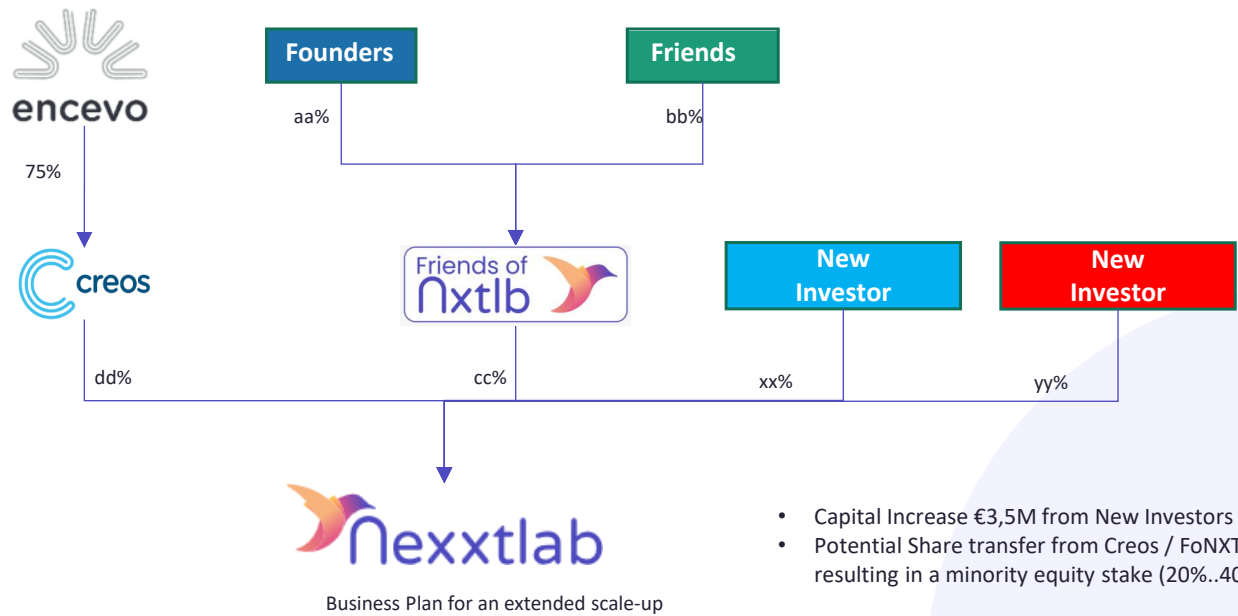 Founders
Friends
encevo
aa%
bb%
75%
creos
Friends of
nxtlb
New
Investor
New
Investor
dd%
cc%
xx%
yy%
nexxtlab
Business Plan for an extended scale-up
• Capital Increase €3,5M from New Investors
• Potential Share transfer from Creos / FoNXT
resulting in a minority equity stake (20%..40